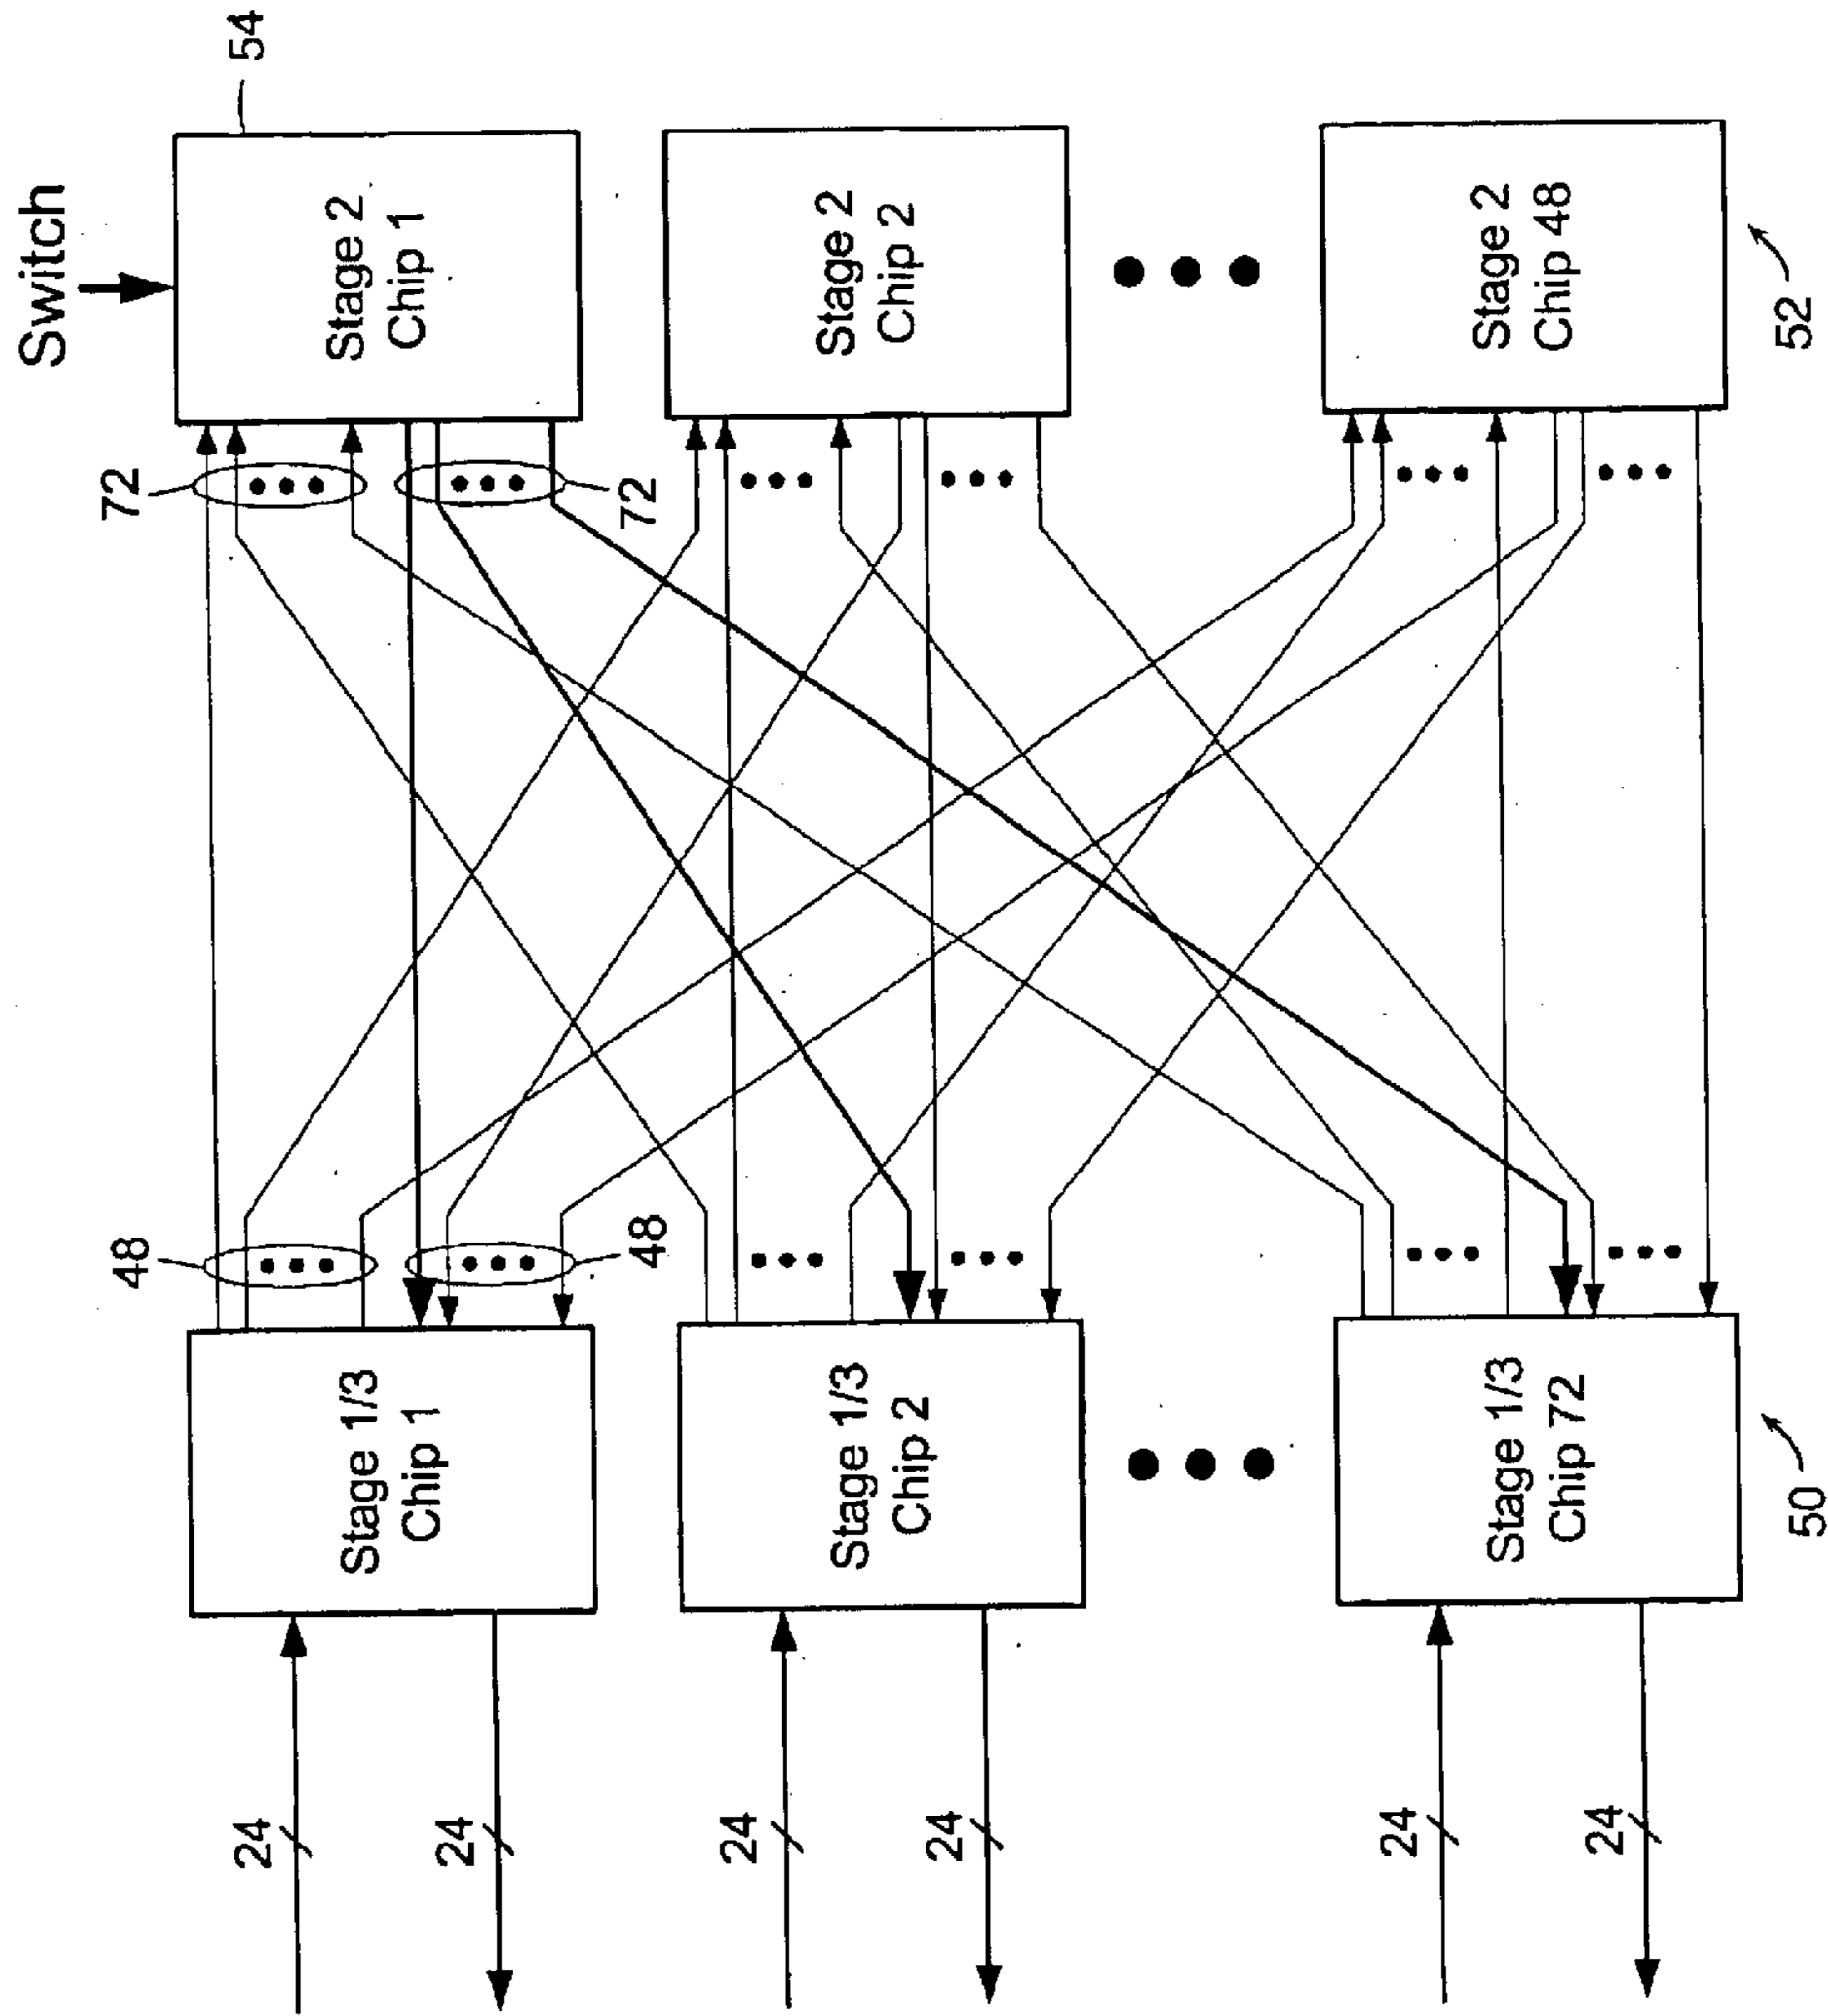 Switch
48
72
54
24
Stage 1/3
Chip 1
Stage 2
Chip 1
24
48
72
24
Stage 1/3
Chip 2
Stage 2
Chip 2
24
24
Stage 1/3
Chip 72
Stage 2
Chip 48
24
50
52